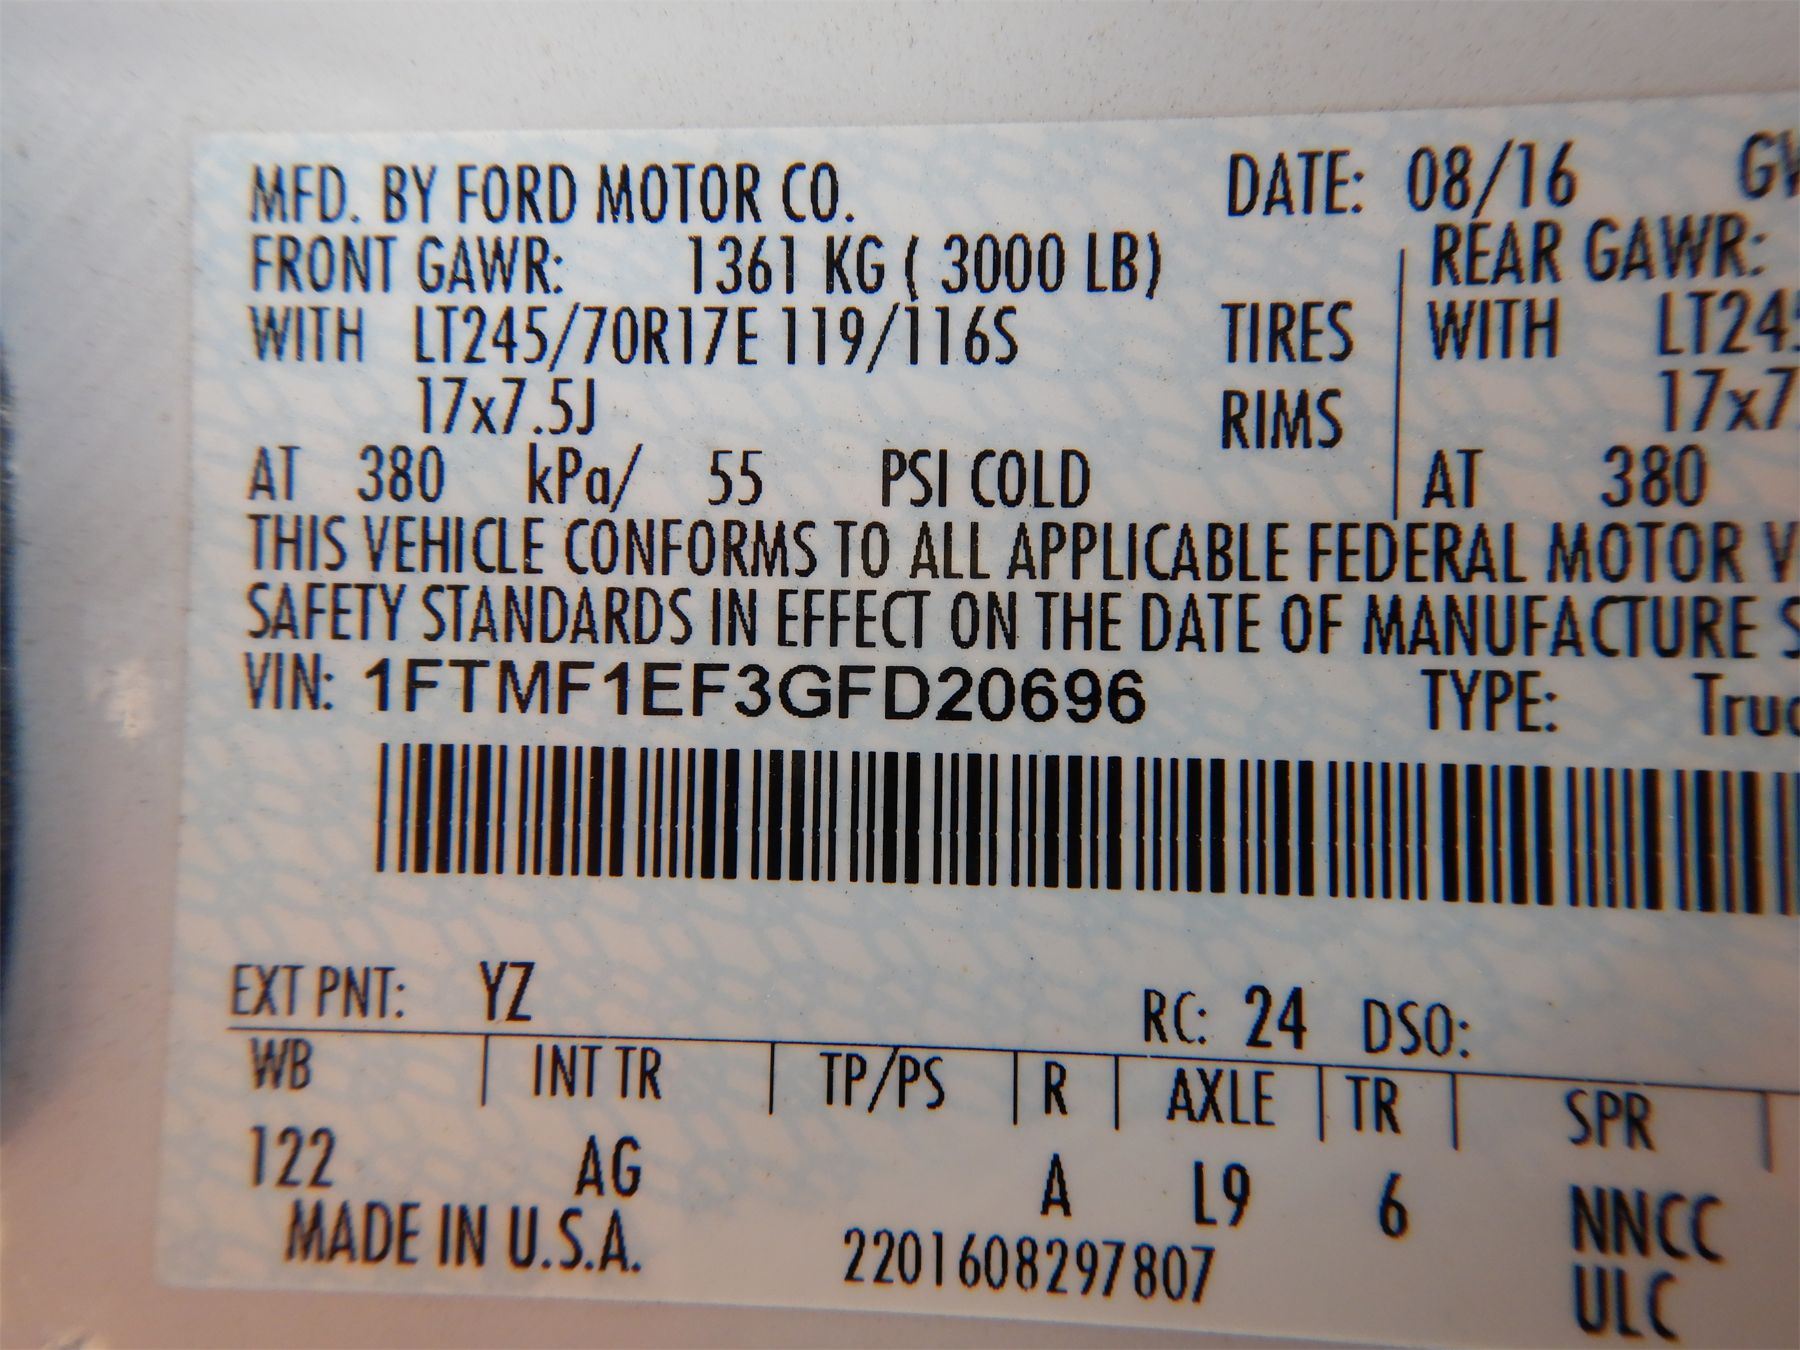 MFD. BY FORD MOTOR CO. DATE: 08/16
FRONT GAWR: 1361 KG ( 3000 LB) REAR GAWR:
WITH LT245/70R17E 119/116S TIRES WITH LT245
17x7.5J RIMS 17x7
AT 380 kPa/ 55 PSI COLD AT 380
THIS VEHICLE CONFORMS TO ALL APPLICABLE FEDERAL MOTOR V
SAFETY STANDARDS IN EFFECT ON THE DATE OF MANUFACTURE S
VIN: 1FTMF1EF3GFD20696 TYPE: Truc
EXT PNT: YZ RC: 24 DSO:
WB INT TR TP/PS R AXLE TR SPR
122 AG A L9 6 NNCC
MADE IN U.S.A. 2201608297807 ULC